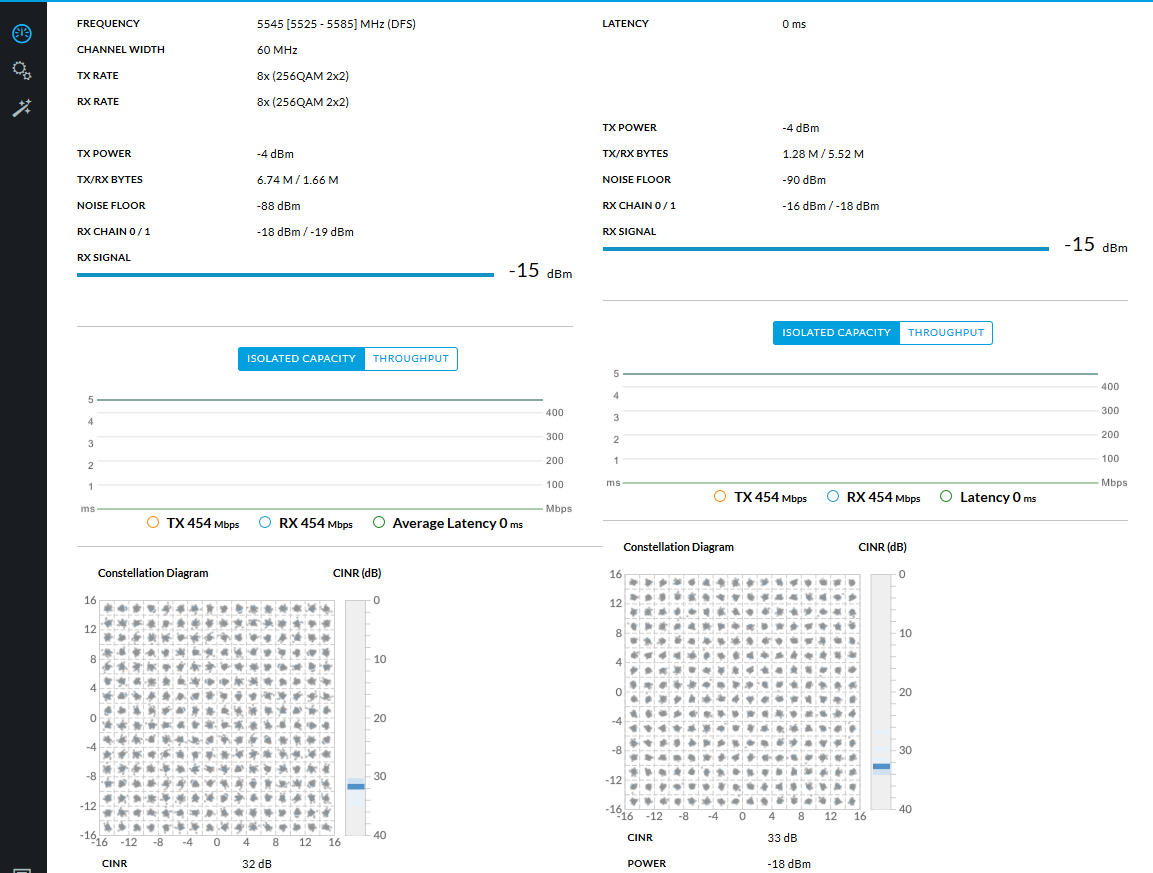 FREQUENCY 5545 [5525 - 5585] MHz (DFS)
CHANNEL WIDTH 60 MHz
TX RATE 8x (256QAM 2x2)
RX RATE 8x (256QAM 2x2)
TX POWER -4 dBm
TX/RX BYTES 6.74 M / 1.66 M
NOISE FLOOR -88 dBm
RX CHAIN 0 / 1 -18 dBm / -19 dBm
RX SIGNAL
-15 dBm
ISOLATED CAPACITY THROUGHPUT
5
4 400
3 300
2 200
1 100
ms Mbps
TX 454 Mbps RX 454 Mbps Average Latency 0 ms
Constellation Diagram CINR (dB)
16 0
12
8 10
4
0 20
-4
-8 30
-12
-16 40
-16 -12 -8 -4 0 4 8 12 16
CINR 32 dB
LATENCY 0 ms
TX POWER -4 dBm
TX/RX BYTES 1.28 M / 5.52 M
NOISE FLOOR -90 dBm
RX CHAIN 0 / 1 -16 dBm / -18 dBm
RX SIGNAL
-15 dBm
ISOLATED CAPACITY THROUGHPUT
5
4 400
3 300
2 200
1 100
ms Mbps
TX 454 Mbps RX 454 Mbps Latency 0 ms
Constellation Diagram CINR (dB)
16 0
12
8 10
4
0 20
-4
-8 30
-12
-16 40
-16 -12 -8 -4 0 4 8 12 16
CINR 33 dB
POWER -18 dBm